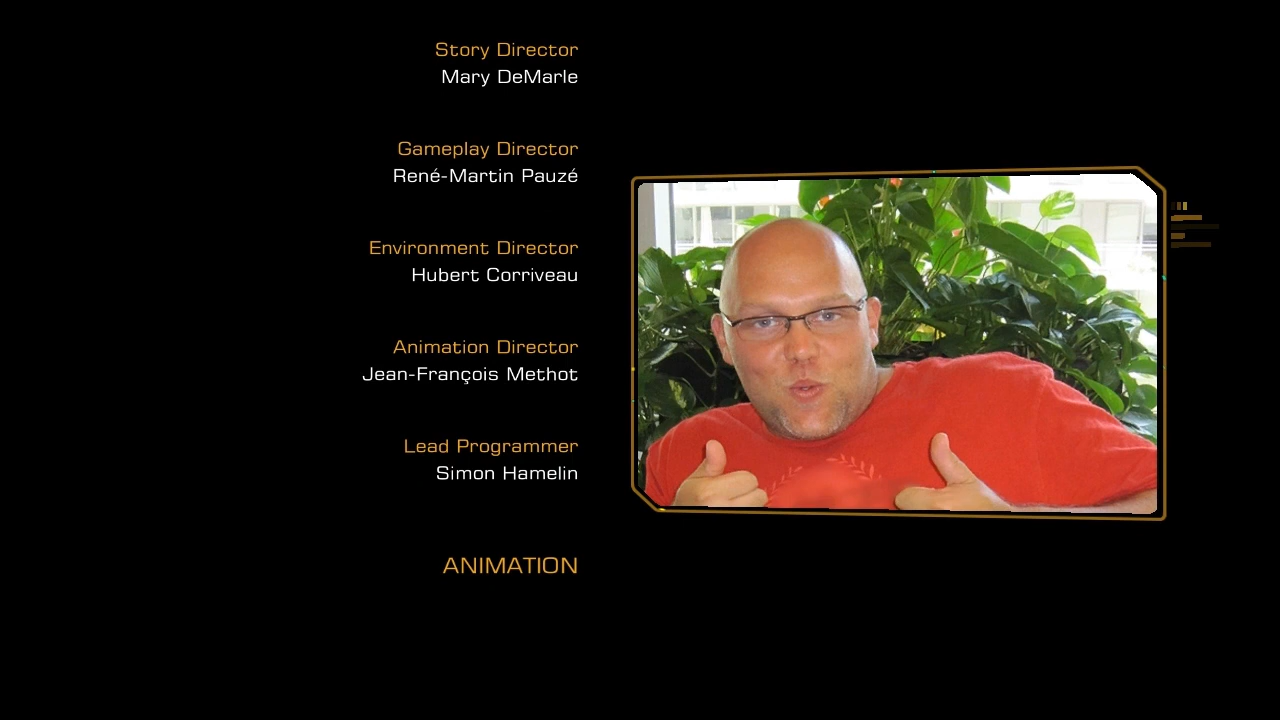 Story Director
Mary DeMarle
Gameplay Director
René-Martin Pauzé
Environment Director
Hubert Corriveau
Animation Director
Jean-François Methot
Lead Programmer
Simon Hamelin
ANIMATION